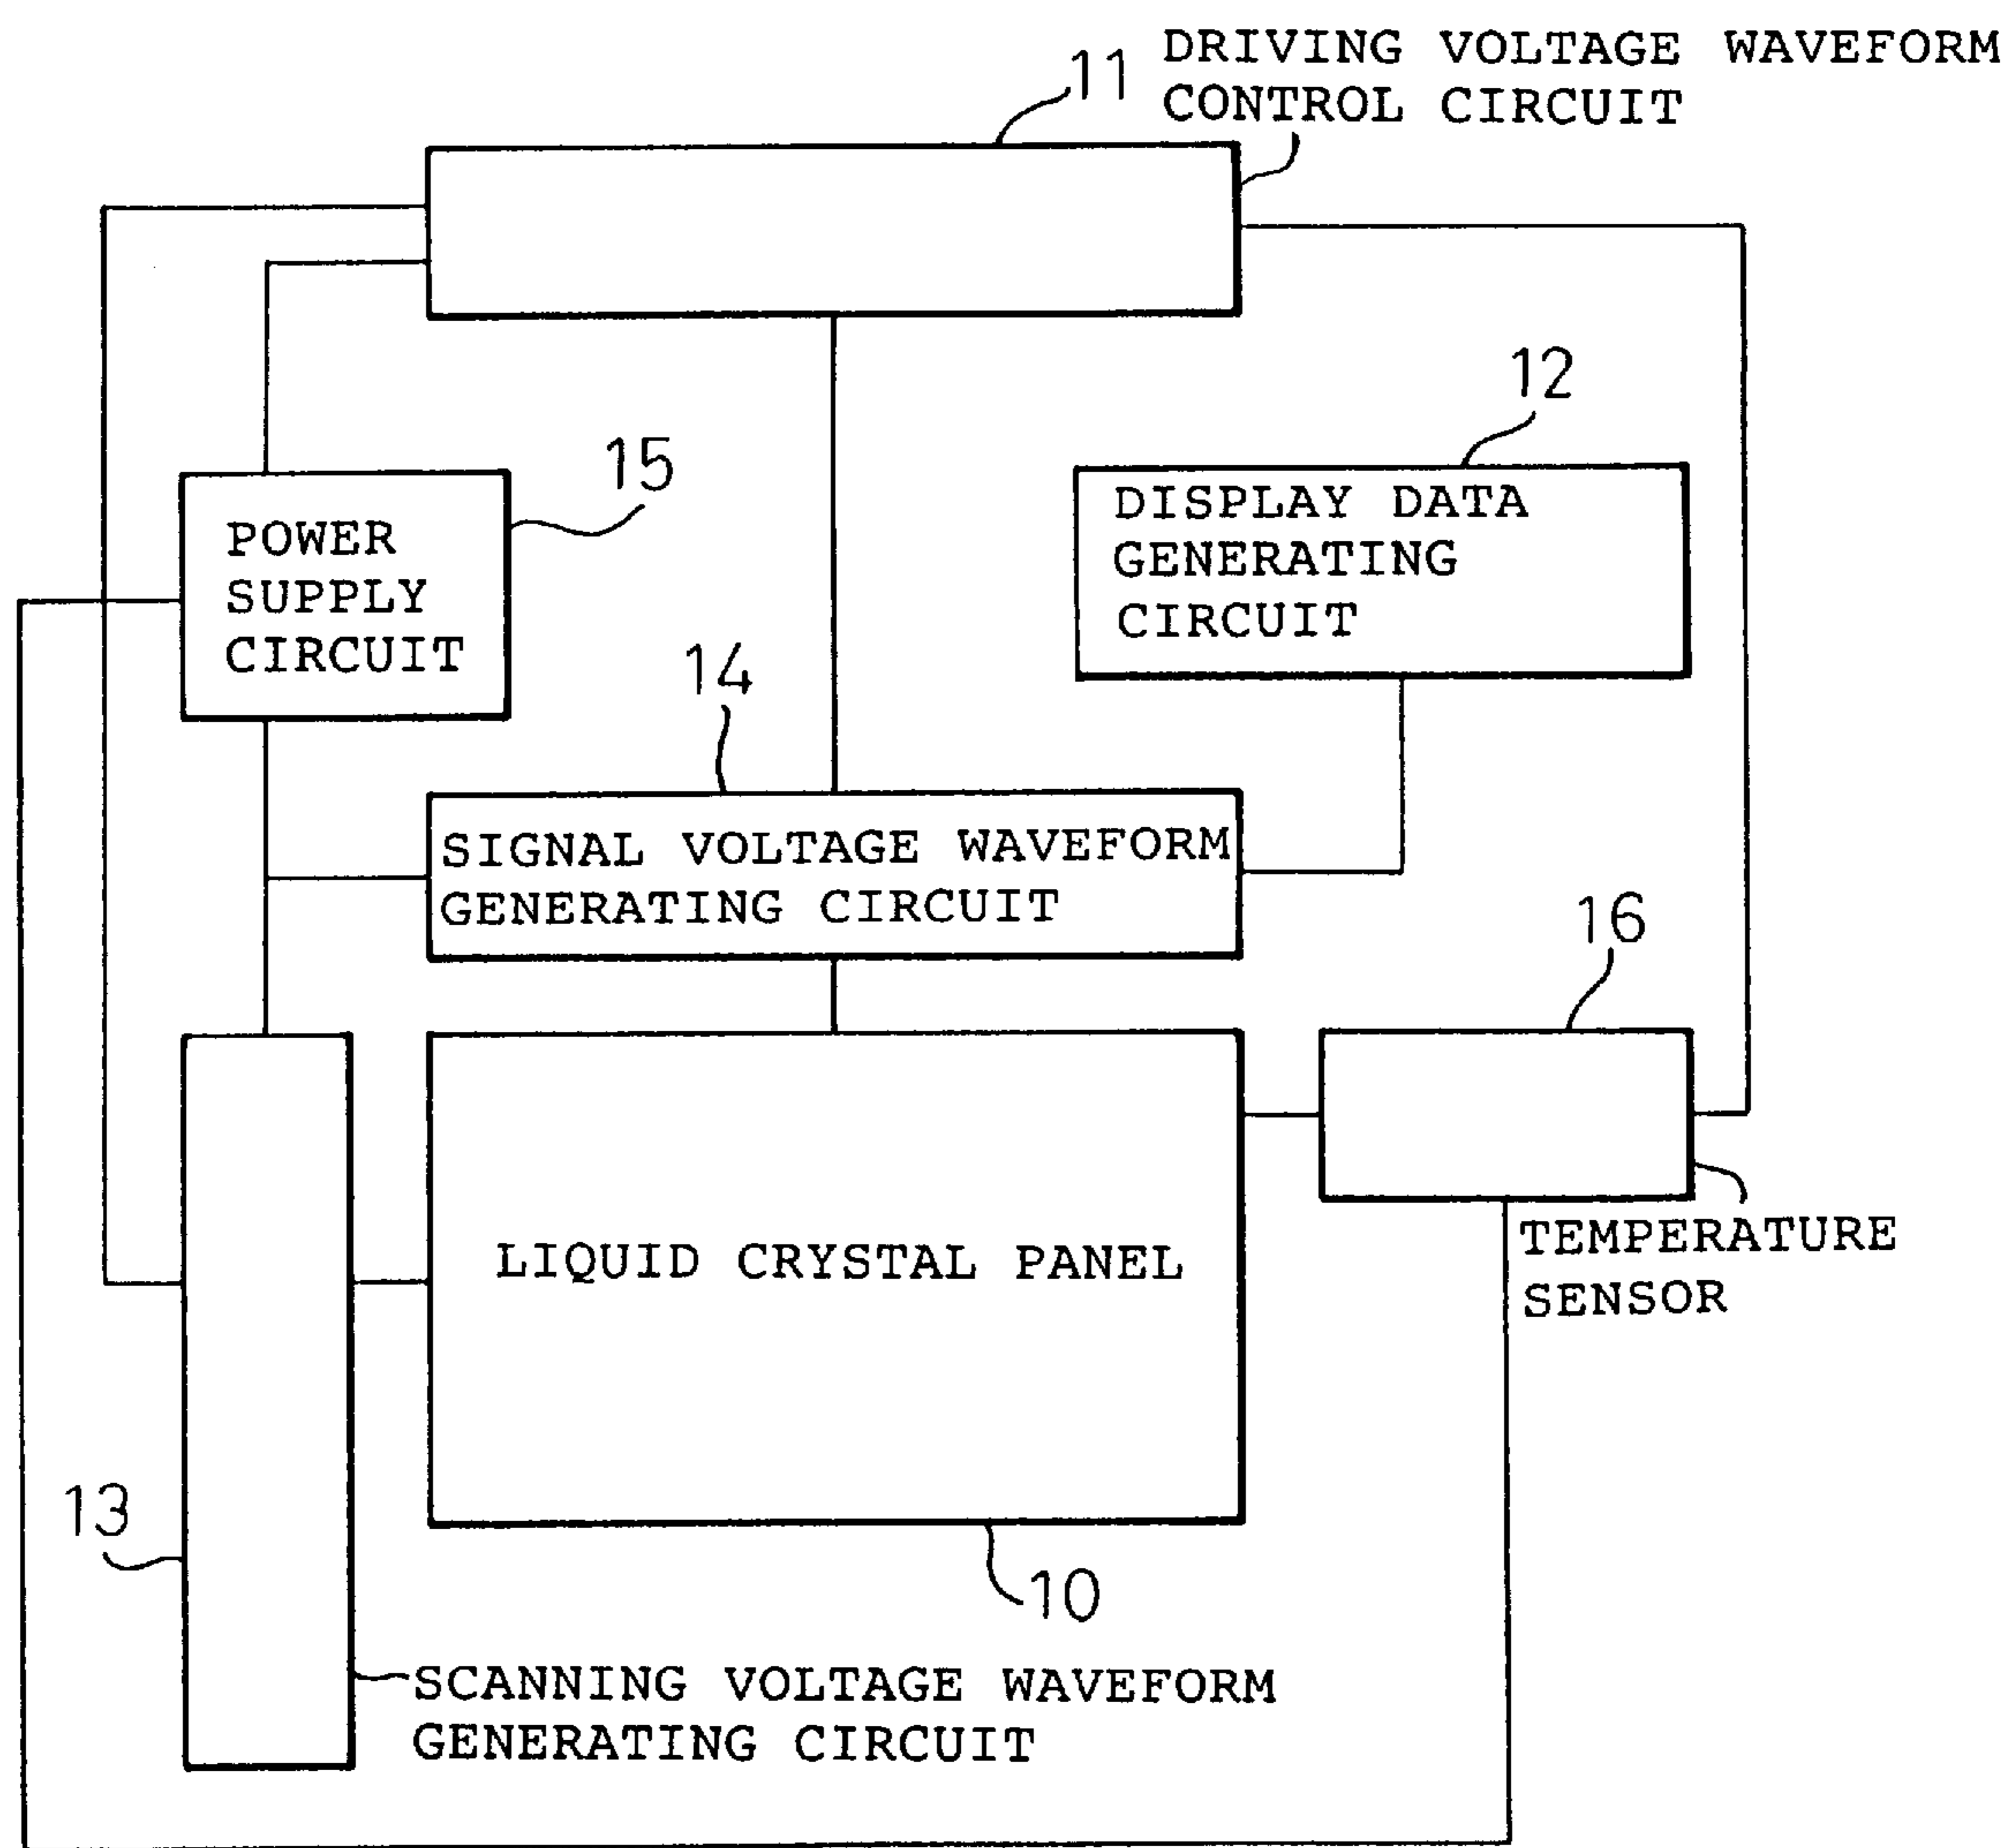 11
DRIVING VOLTAGE WAVEFORM
CONTROL CIRCUIT
12
15
DISPLAY DATA
GENERATING
CIRCUIT
POWER
SUPPLY
CIRCUIT
14
SIGNAL VOLTAGE WAVEFORM
GENERATING CIRCUIT
16
LIQUID CRYSTAL PANEL
TEMPERATURE
SENSOR
13
10
SCANNING VOLTAGE WAVEFORM
GENERATING CIRCUIT